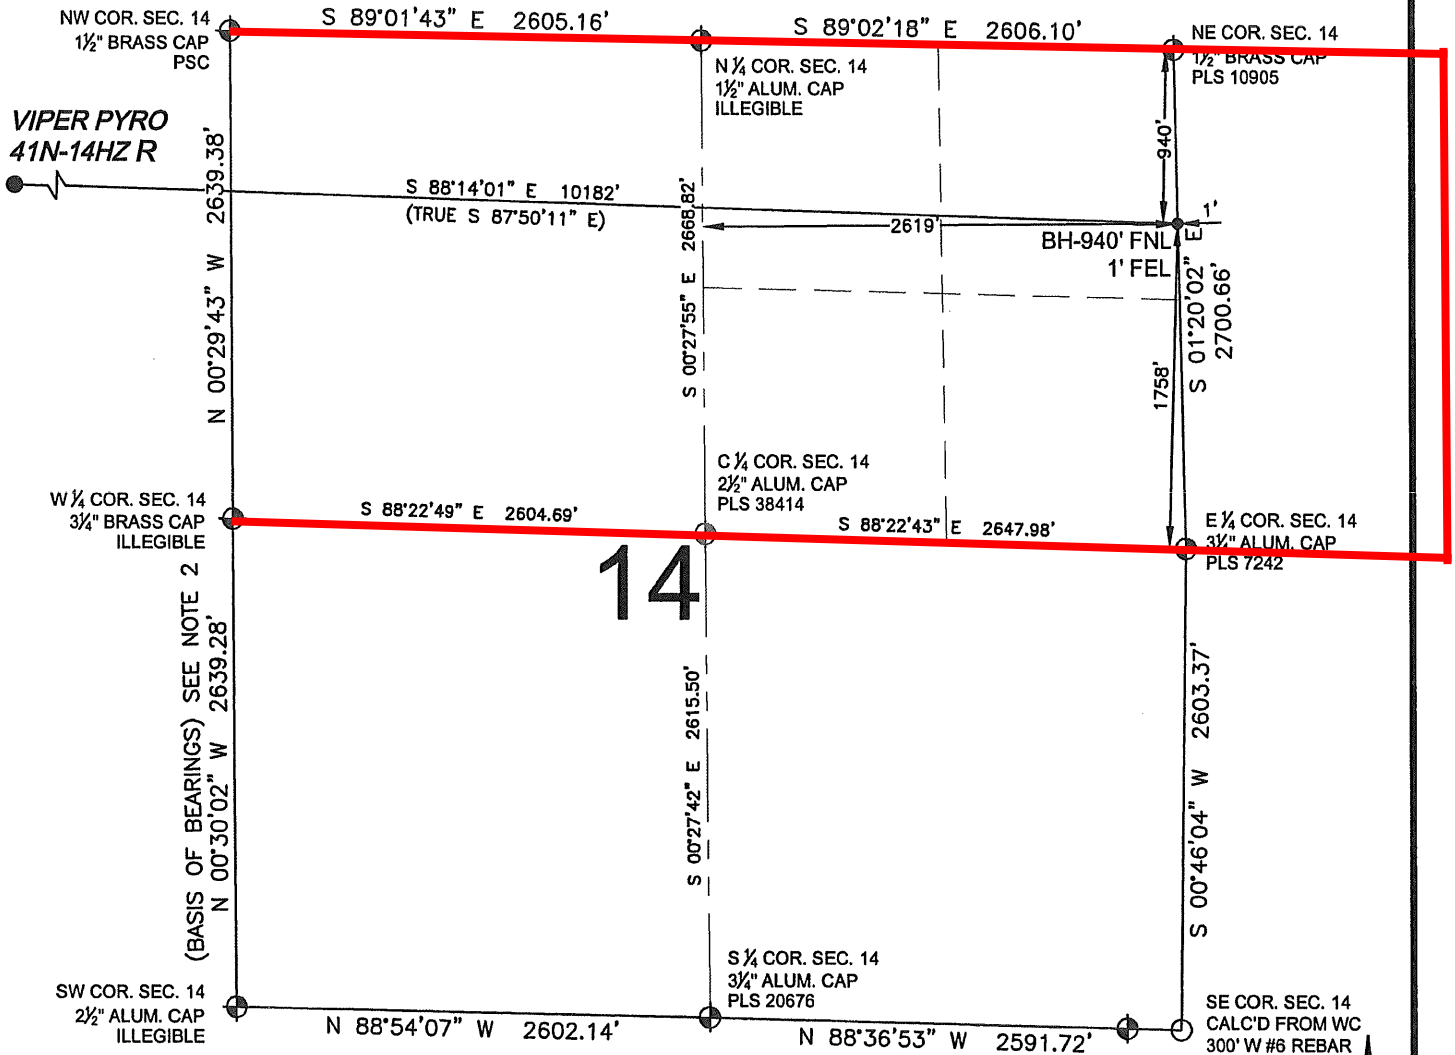 NW COR. SEC. 14
1½" BRASS CAP
PSC
S 89°01'43" E 2605.16'
S 89°02'18" E 2606.10'
NE COR. SEC. 14
1½" BRASS CAP
PLS 10905
N ¼ COR. SEC. 14
1½" ALUM. CAP
ILLEGIBLE
VIPER PYRO
41N-14HZ R
N 00°29'43" W 2639.38'
S 88°14'01" E 10182'
(TRUE S 87°50'11" E)
S 00°27'55" E 2668.82'
940'
1'
2619'
BH-940' FNL
1' FEL
S 01°20'02" E
2700.66'
1758'
C ¼ COR. SEC. 14
2½" ALUM. CAP
PLS 38414
W ¼ COR. SEC. 14
3¼" BRASS CAP
ILLEGIBLE
S 88°22'49" E 2604.69'
S 88°22'43" E 2647.98'
E ¼ COR. SEC. 14
3¼" ALUM. CAP
PLS 7242
14
(BASIS OF BEARINGS) SEE NOTE 2
N 00°30'02" W 2639.28'
S 00°27'42" E 2615.50'
S 00°46'04" W 2603.37'
S ¼ COR. SEC. 14
3¼" ALUM. CAP
PLS 20676
SW COR. SEC. 14
2½" ALUM. CAP
ILLEGIBLE
N 88°54'07" W 2602.14'
N 88°36'53" W 2591.72'
SE COR. SEC. 14
CALC'D FROM WC
300' W #6 REBAR